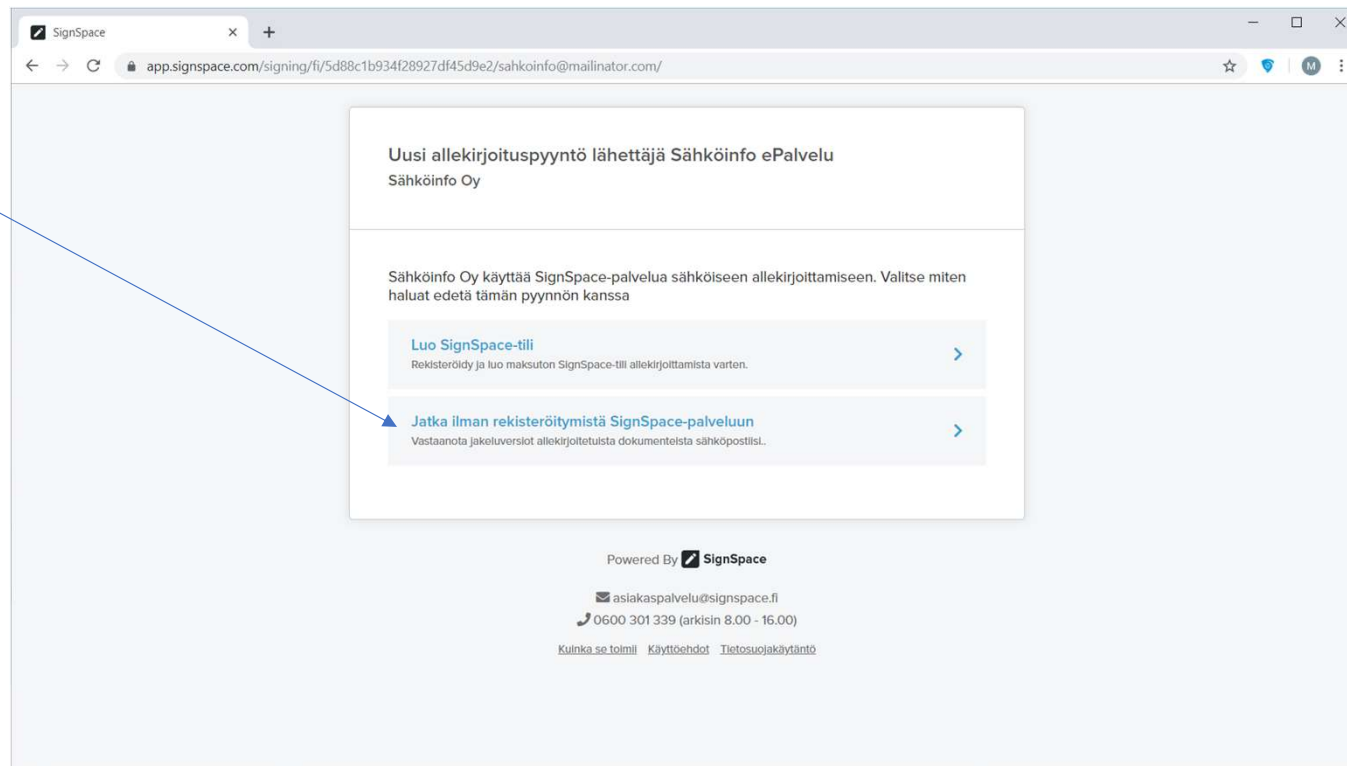 SignSpace
app.signspace.com/signing/fi/5d88c1b934f28927df45d9e2/sahkoinfo@mailinator.com/
M
Uusi allekirjoituspyyntö lähettäjä Sähköinfo ePalvelu
Sähköinfo Oy
Sähköinfo Oy käyttää SignSpace-palvelua sähköiseen allekirjoittamiseen. Valitse miten
haluat edetä tämän pyynnön kanssa
Luo SignSpace-tili
Rekisteröidy ja luo maksuton SignSpace-tili allekirjoittamista varten.
Jatka ilman rekisteröitymistä SignSpace-palveluun
Vastaanota jakeluversiot allekirjoitetuista dokumenteista sähköpostiisi..
Powered By SignSpace
asiakaspalvelu@signspace.fi
0600 301 339 (arkisin 8.00 - 16.00)
Kuinka se toimii Käyttöehdot Tietosuojakäytäntö